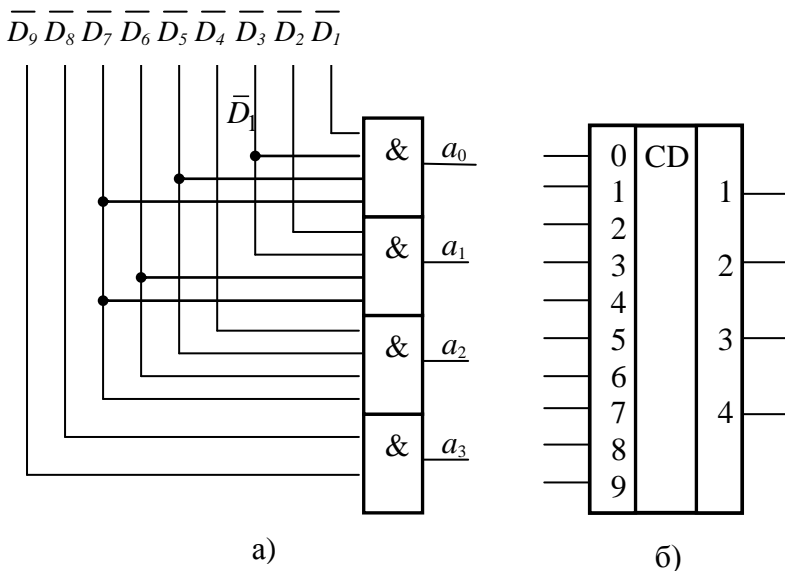 D̅₉ D̅₈ D̅₇ D̅₆ D̅₅ D̅₄ D̅₃ D̅₂ D̅₁
D̅₁
& a₀
& a₁
& a₂
& a₃
а)
0 CD
1 1
2
3 2
4
5 3
6
7 4
8
9
б)